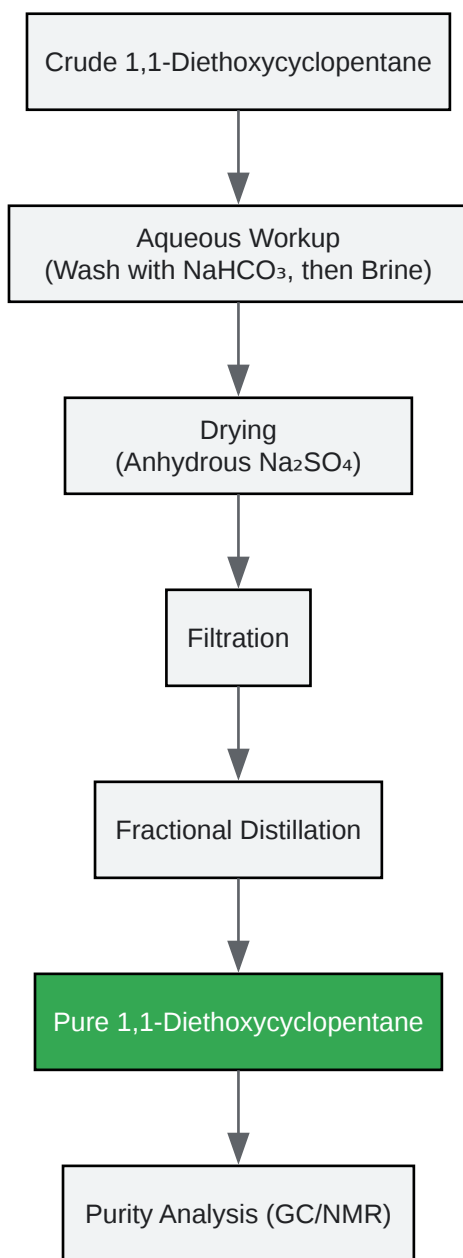 Crude 1,1-Diethoxycyclopentane
Aqueous Workup
(Wash with NaHCO₃, then Brine)
Drying
(Anhydrous Na₂SO₄)
Filtration
Fractional Distillation
Pure 1,1-Diethoxycyclopentane
Purity Analysis (GC/NMR)